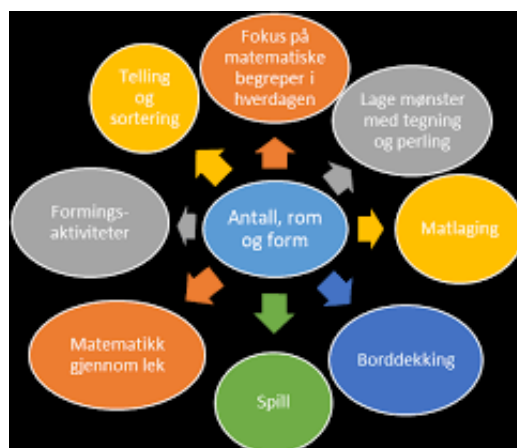 Fokus på
matematiske
begreper i
hverdagen
Lage mønster
med tegning
og perling
Matlaging
Borddekking
Spill
Matematikk
gjennom lek
Formings-
aktiviteter
Telling
og
sortering
Antall, rom
og form